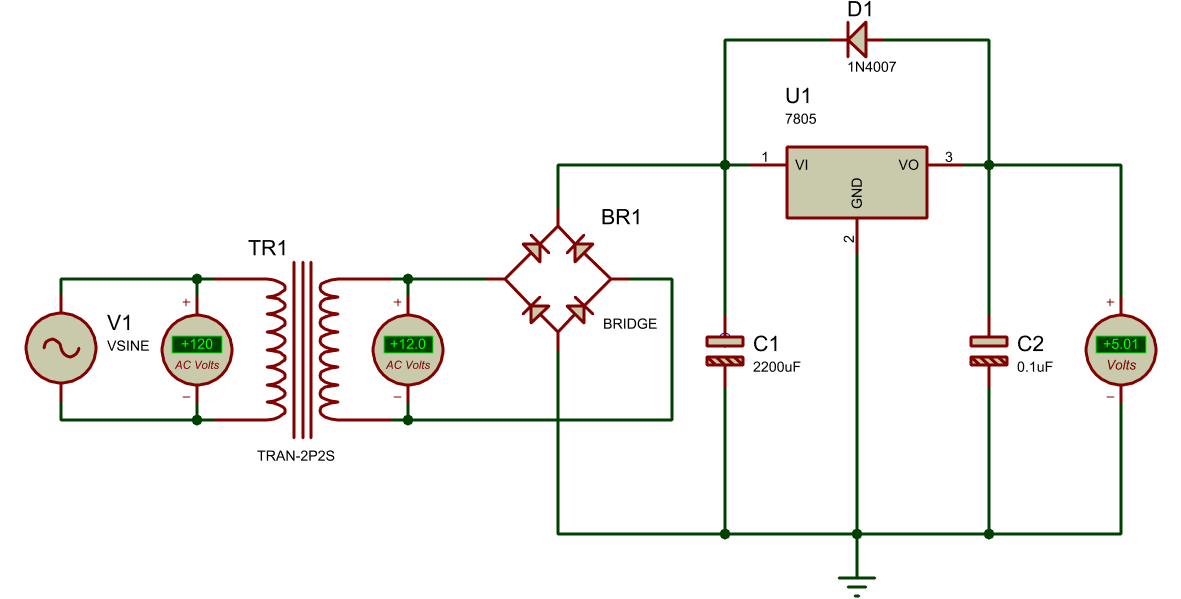 D1
1N4007
U1
7805
1
VI
VO
3
GND
2
BR1
BRIDGE
TR1
TRAN-2P2S
V1
VSINE
+
+120
AC Volts
−
+
+12.0
AC Volts
−
C1
2200uF
C2
0.1uF
+
+5.01
Volts
−